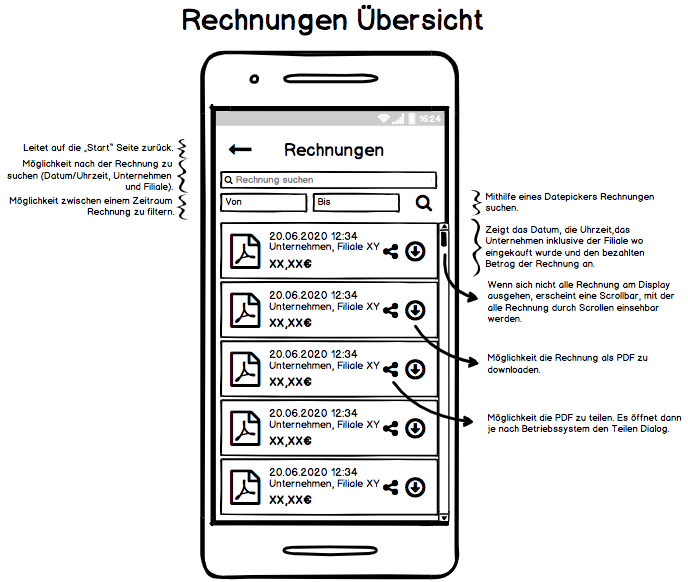 Rechnungen Übersicht
16:24
Rechnungen
Rechnung suchen
Von
Bis
20.06.2020 12:34
Unternehmen, Filiale XY
XX,XX€
20.06.2020 12:34
Unternehmen, Filiale XY
XX,XX€
20.06.2020 12:34
Unternehmen, Filiale XY
XX,XX€
20.06.2020 12:34
Unternehmen, Filiale XY
XX,XX€
20.06.2020 12:34
Unternehmen, Filiale XY
XX,XX€
Leitet auf die „Start“ Seite zurück.
Möglichkeit nach der Rechnung zu
suchen (Datum/Uhrzeit, Unternehmen
und Filiale).
Möglichkeit zwischen einem Zeitraum
Rechnung zu filtern.
Mithilfe eines Datepickers Rechnungen
suchen.
Zeigt das Datum, die Uhrzeit,das
Unternehmen inklusive der Filiale wo
eingekauft wurde und den bezahlten
Betrag der Rechnung an.
Wenn sich nicht alle Rechnung am Display
ausgehen, erscheint eine Scrollbar, mit der
alle Rechnung durch Scrollen einsehbar
werden.
Möglichkeit die Rechnung als PDF zu
downloaden.
Möglichkeit die PDF zu teilen. Es öffnet dann
je nach Betriebssystem den Teilen Dialog.